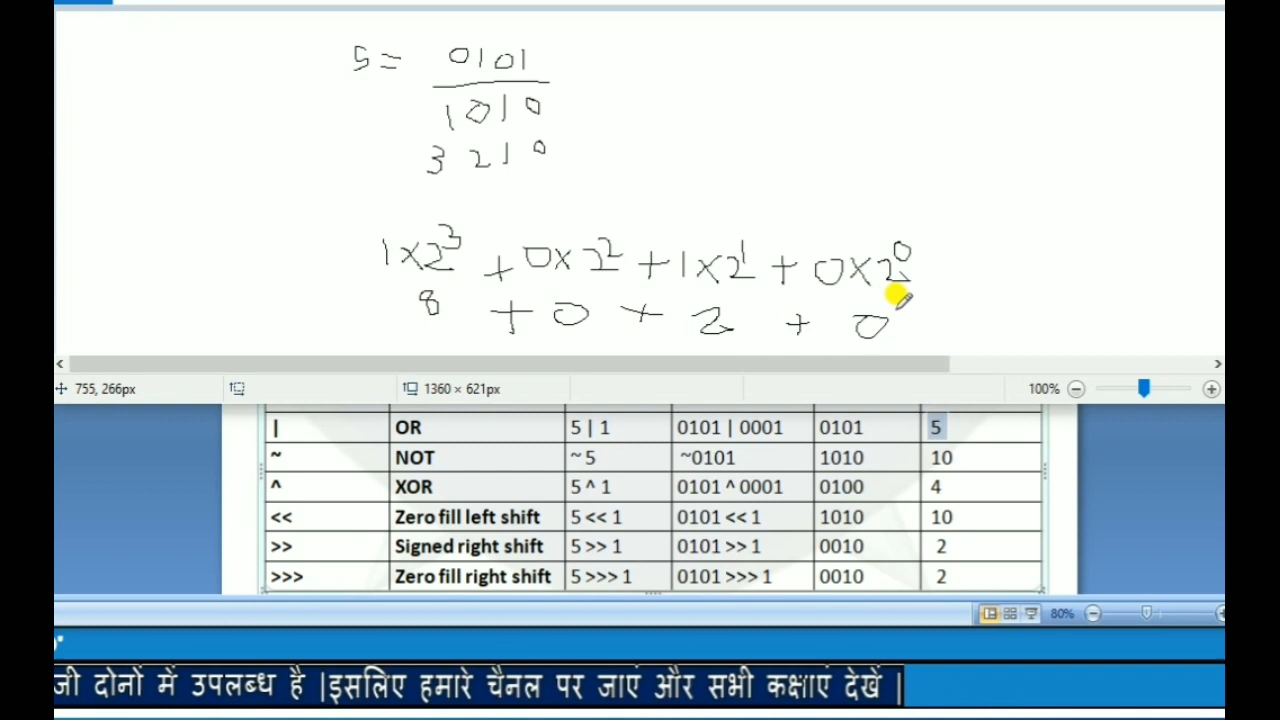 5 = 0101
1010
3 2 1 0
1×2³ + 0×2² + 1×2¹ + 0×2⁰
8 + 0 + 2 + 0
755, 266px 1360 × 621px 100%
| OR 5 | 1 0101 | 0001 0101 5
~ NOT ~ 5 ~0101 1010 10
^ XOR 5 ^ 1 0101 ^ 0001 0100 4
<< Zero fill left shift 5 << 1 0101 << 1 1010 10
>> Signed right shift 5 >> 1 0101 >> 1 0010 2
>>> Zero fill right shift 5 >>> 1 0101 >>> 1 0010 2
80%
जी दोनों में उपलब्ध है |इसलिए हमारे चैनल पर जाएं और सभी कक्षाएं देखें |